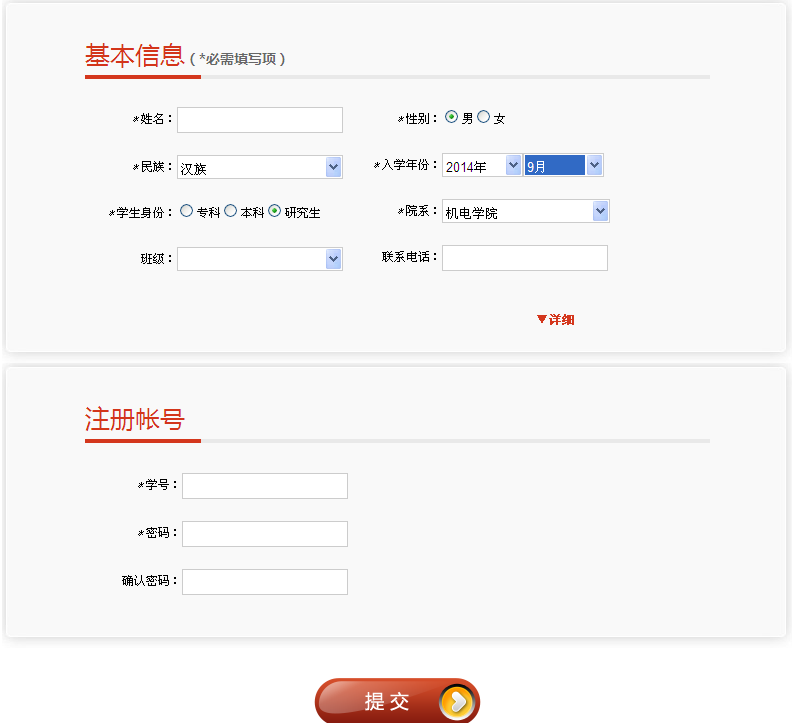 基本信息 ( *必需填写项 )
*姓名： *性别： 男 女
*民族： 汉族 *入学年份： 2014年 9月
*学生身份： 专科 本科 研究生 *院系： 机电学院
班级： 联系电话：
▼详细
注册帐号
*学号：
*密码：
确认密码：
提 交